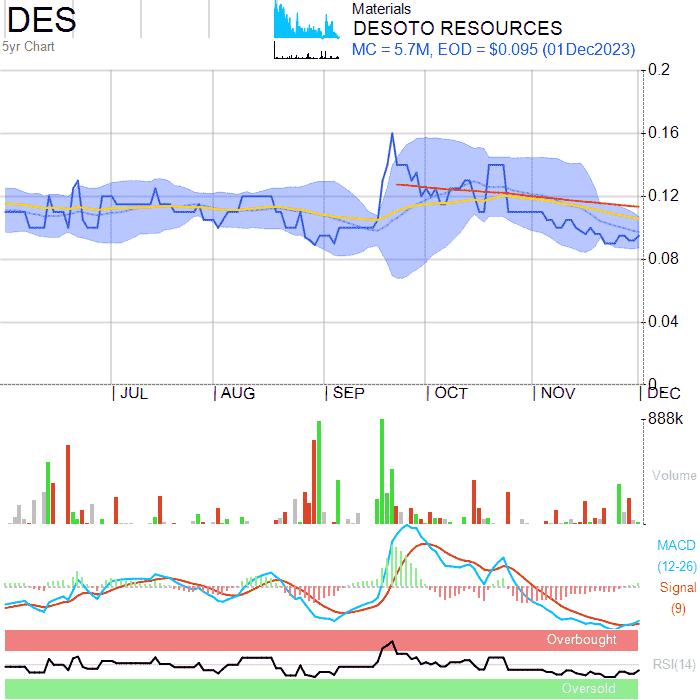 DES
5yr Chart
Materials
DESOTO RESOURCES
MC = 5.7M, EOD = $0.095 (01Dec2023)
0.2
0.16
0.12
0.08
0.04
0
JUL AUG SEP OCT NOV DEC
888k
Volume
MACD
(12-26)
Signal
(9)
Overbought
RSI(14)
Oversold